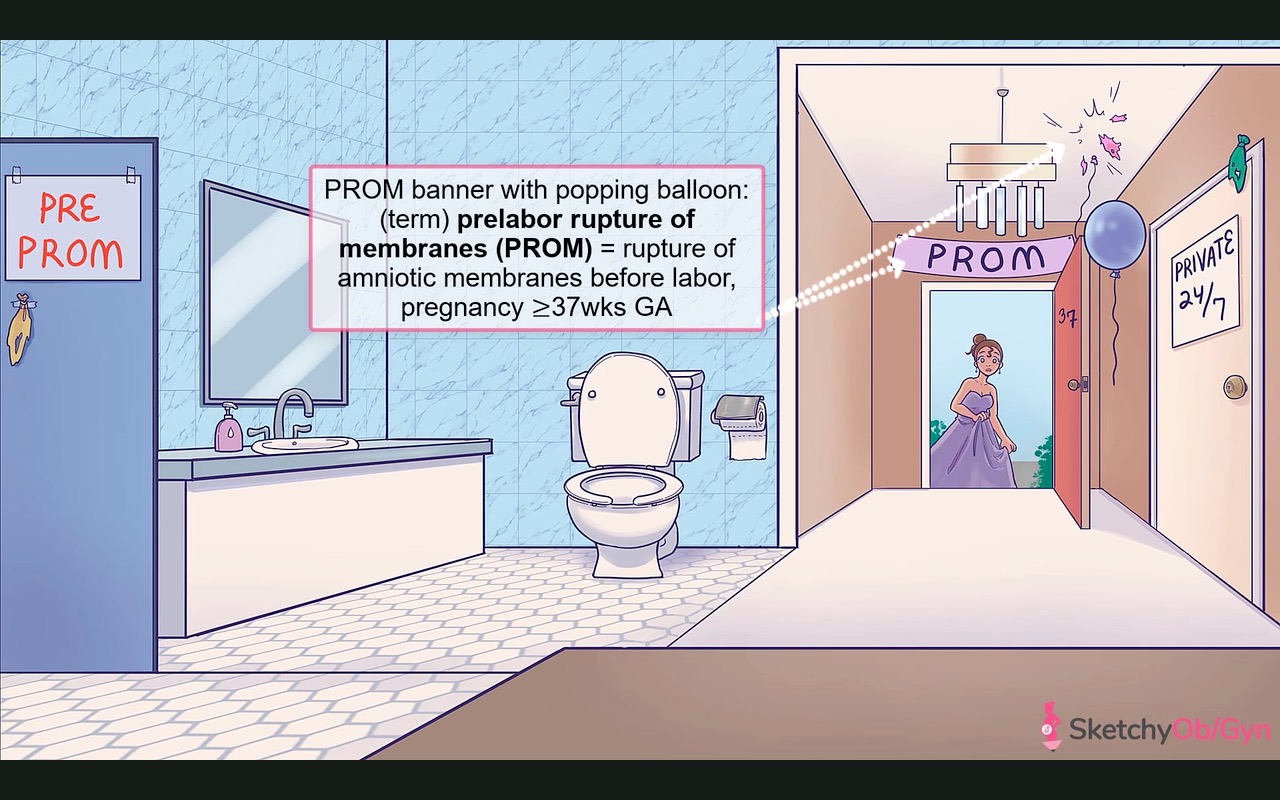 PRE
PROM
PROM banner with popping balloon:
(term) prelabor rupture of
membranes (PROM) = rupture of
amniotic membranes before labor,
pregnancy ≥37wks GA
PROM
37
PRIVATE
24/7
SketchyOb/Gyn